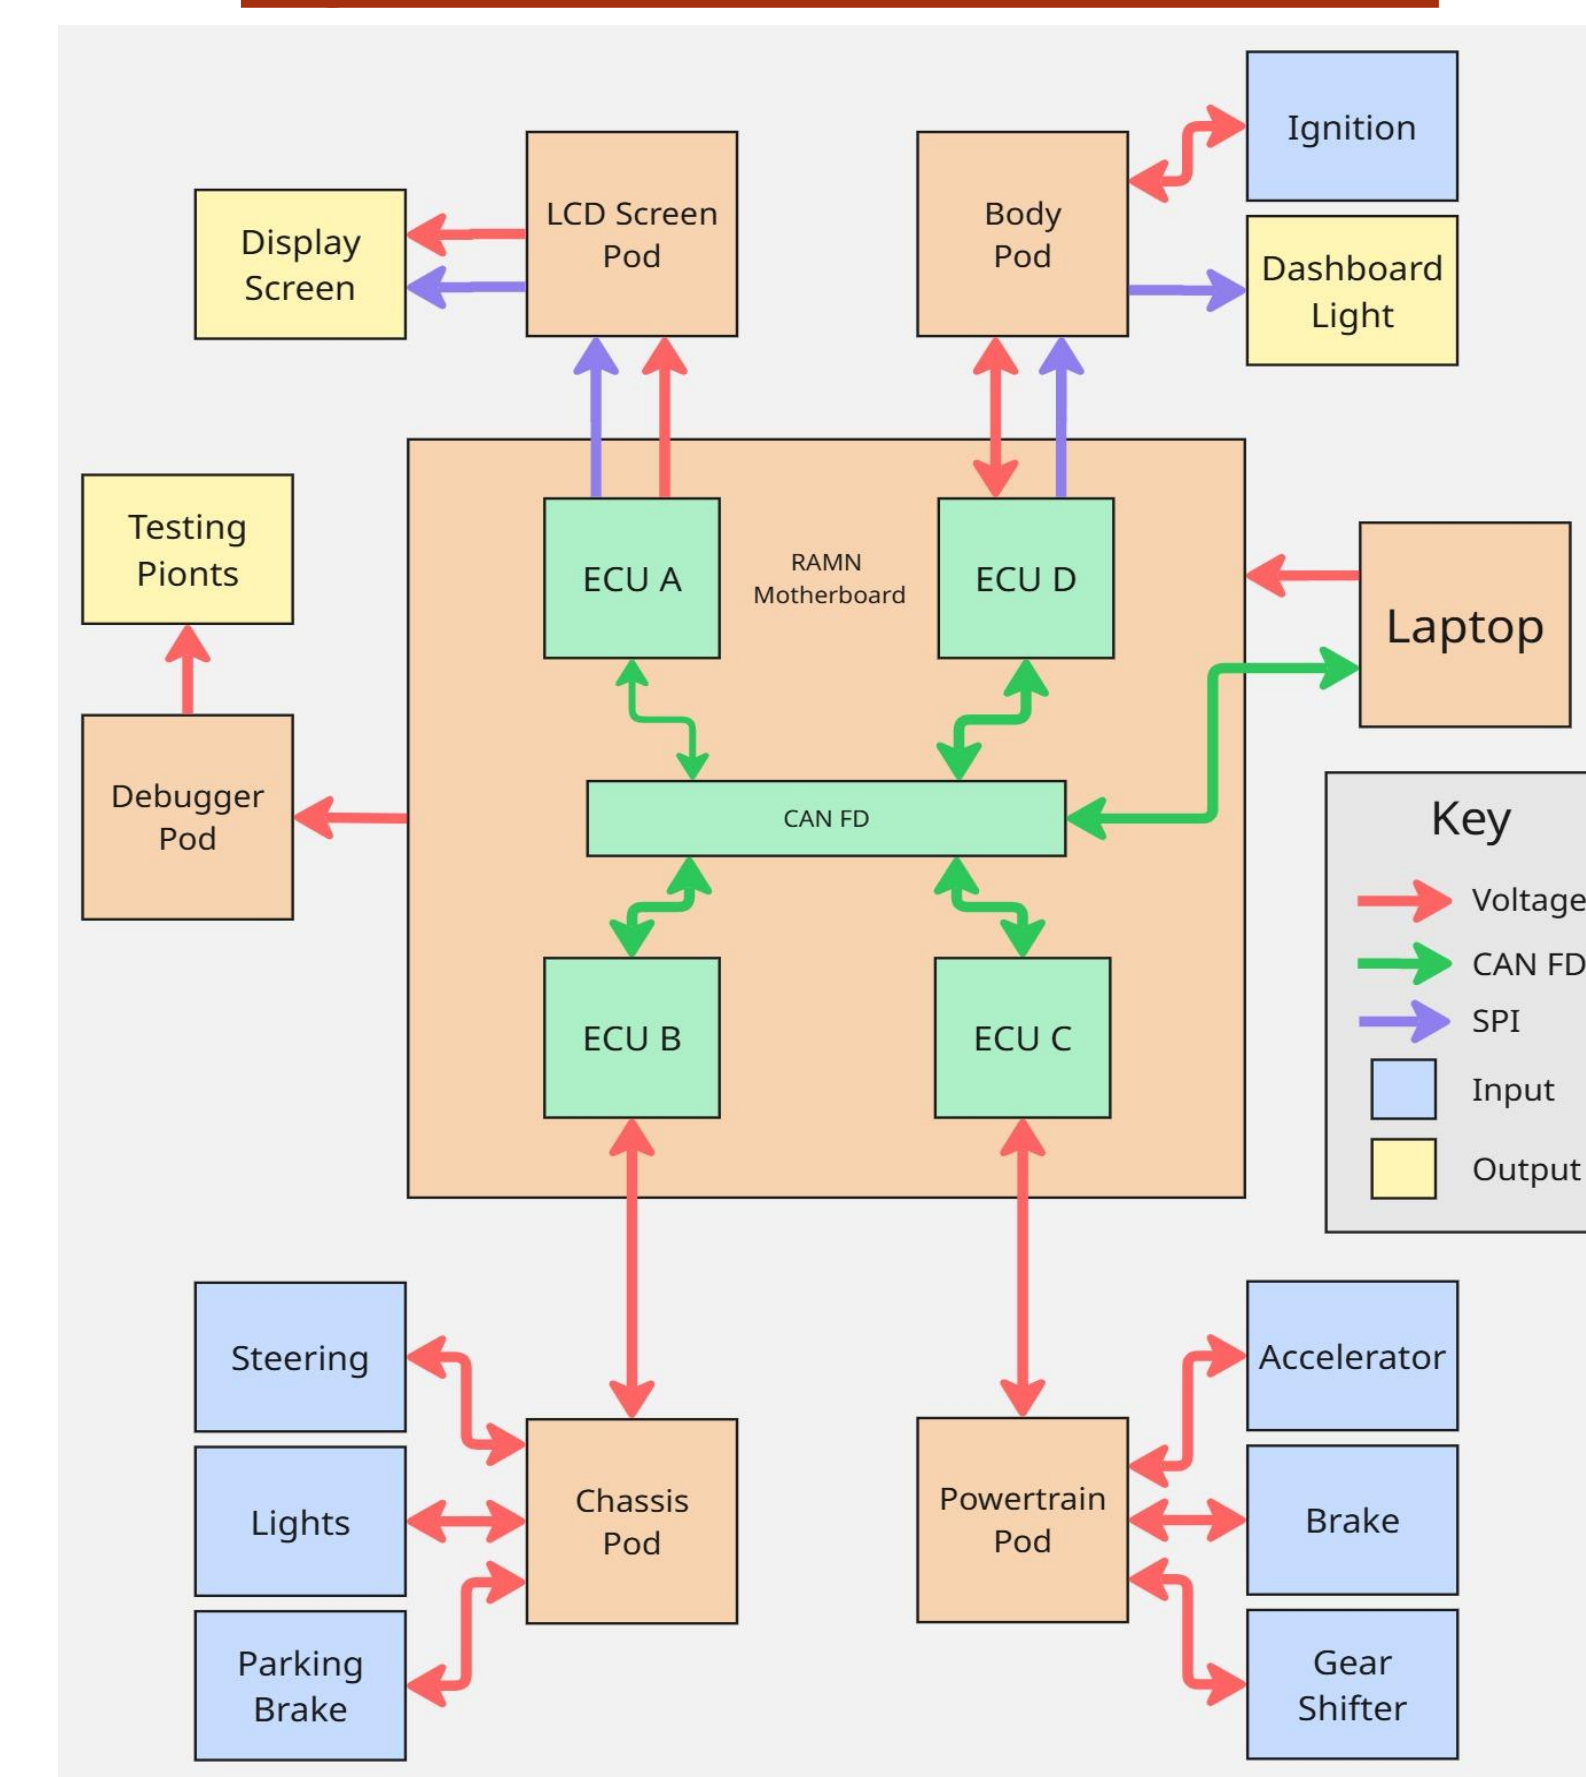 Ignition
LCD Screen
Pod
Body
Pod
Display
Screen
Dashboard
Light
Testing
Pionts
ECU A
RAMN
Motherboard
ECU D
Laptop
Debugger
Pod
CAN FD
Key
Voltage
CAN FD
SPI
Input
Output
ECU B
ECU C
Steering
Accelerator
Lights
Chassis
Pod
Powertrain
Pod
Brake
Parking
Brake
Gear
Shifter